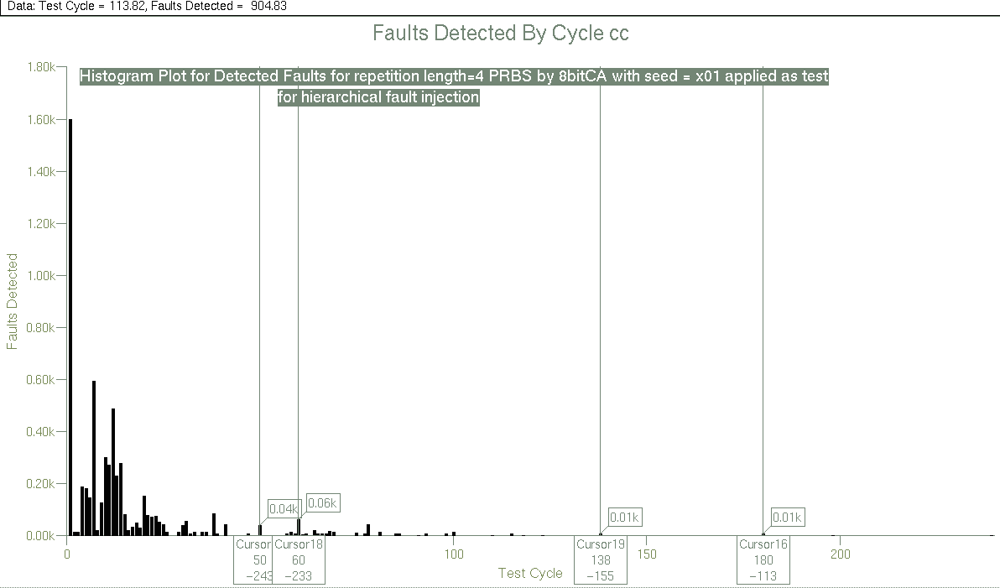 Data: Test Cycle = 113.82, Faults Detected = 904.83
Faults Detected By Cycle cc
Histogram Plot for Detected Faults for repetition length=4 PRBS by 8bitCA with seed = x01 applied as test
for hierarchical fault injection
1.80k
1.60k
1.40k
1.20k
1.00k
0.80k
0.60k
0.40k
0.20k
0.00k
Faults Detected
0.04k
0.06k
0.01k
0.01k
0
100
150
200
Cursor
50
-243
Cursor18
60
-233
Cursor19
138
-155
Cursor16
180
-113
Test Cycle